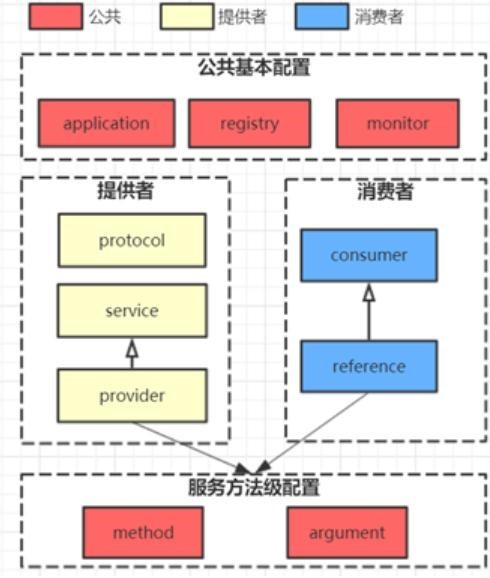 公共 提供者 消费者
公共基本配置
application registry monitor
提供者
protocol
service
provider
消费者
consumer
reference
服务方法级配置
method argument